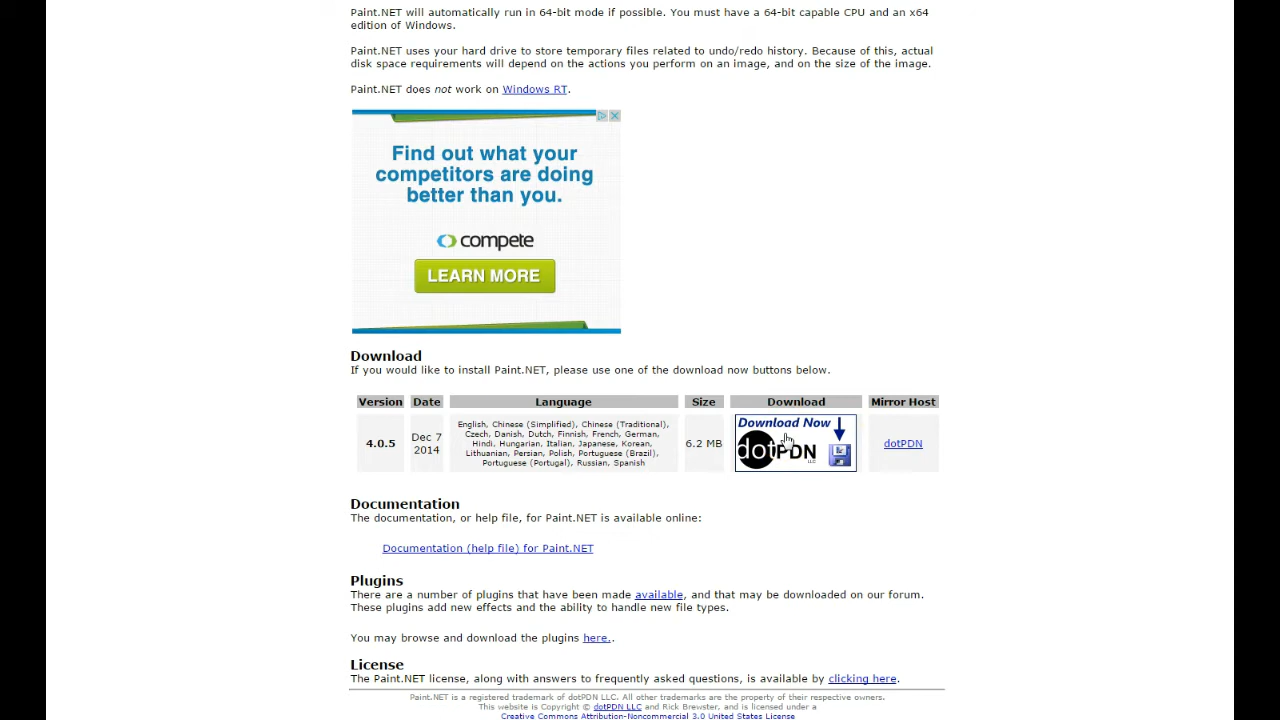 Paint.NET will automatically run in 64-bit mode if possible. You must have a 64-bit capable CPU and an x64
edition of Windows.
Paint.NET uses your hard drive to store temporary files related to undo/redo history. Because of this, actual
disk space requirements will depend on the actions you perform on an image, and on the size of the image.
Paint.NET does not work on Windows RT.
Find out what your
competitors are doing
better than you.
compete
LEARN MORE
Download
If you would like to install Paint.NET, please use one of the download now buttons below.
Version Date Language Size Download Mirror Host
4.0.5 Dec 7 2014 English, Chinese (Simplified), Chinese (Traditional),
Czech, Danish, Dutch, Finnish, French, German,
Hindi, Hungarian, Italian, Japanese, Korean,
Lithuanian, Persian, Polish, Portuguese (Brazil),
Portuguese (Portugal), Russian, Spanish
6.2 MB
Download Now
dotPDN
LLC
dotPDN
Documentation
The documentation, or help file, for Paint.NET is available online:
Documentation (help file) for Paint.NET
Plugins
There are a number of plugins that have been made available, and that may be downloaded on our forum.
These plugins add new effects and the ability to handle new file types.
You may browse and download the plugins here..
License
The Paint.NET license, along with answers to frequently asked questions, is available by clicking here.
Paint.NET is a registered trademark of dotPDN LLC. All other trademarks are the property of their respective owners.
This website is Copyright © dotPDN LLC and Rick Brewster, and is licensed under a
Creative Commons Attribution-Noncommercial 3.0 United States License